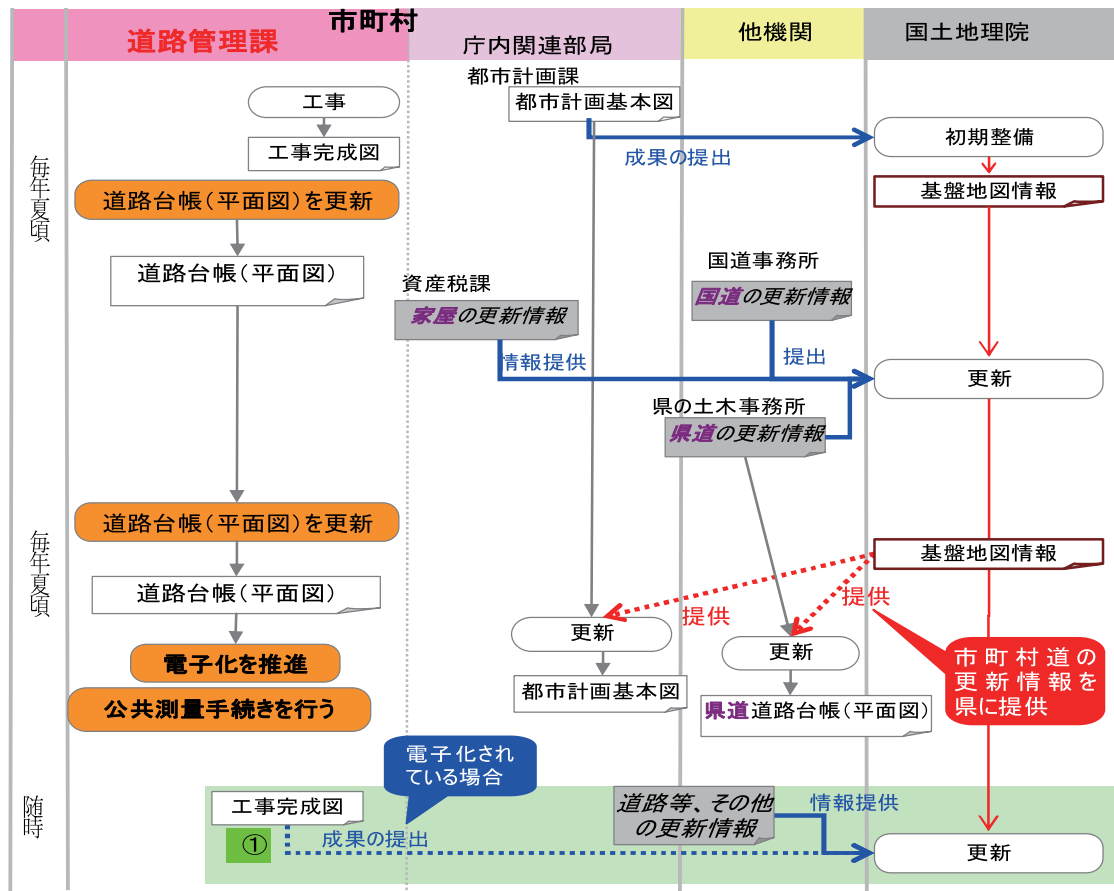 市町村
道路管理課
庁内関連部局
他機関
国土地理院
都市計画課
工事
都市計画基本図
工事完成図
成果の提出
初期整備
毎年夏頃
道路台帳(平面図)を更新
基盤地図情報
道路台帳(平面図)
資産税課
家屋の更新情報
国道事務所
国道の更新情報
情報提供
提出
更新
県の土木事務所
県道の更新情報
毎年夏頃
道路台帳(平面図)を更新
基盤地図情報
道路台帳(平面図)
提供
提供
更新
更新
電子化を推進
都市計画基本図
公共測量手続きを行う
県道道路台帳(平面図)
市町村道の
更新情報を
県に提供
電子化され
ている場合
随時
工事完成図
①
成果の提出
道路等、その他
の更新情報
情報提供
更新